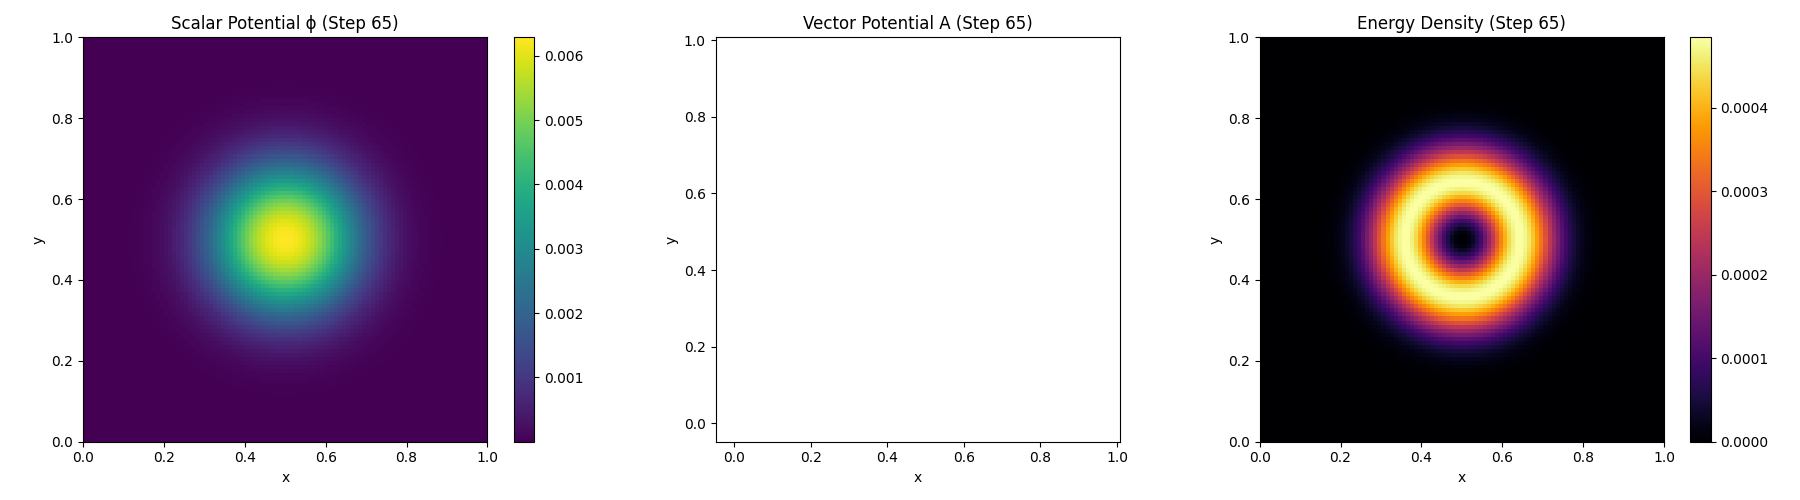 Scalar Potential ϕ (Step 65)
1.0
0.8
0.6
0.4
0.2
0.0
y
0.0 0.2 0.4 0.6 0.8 1.0
x
0.006
0.005
0.004
0.003
0.002
0.001
Vector Potential A (Step 65)
1.0
0.8
0.6
0.4
0.2
0.0
y
0.0 0.2 0.4 0.6 0.8 1.0
x
Energy Density (Step 65)
1.0
0.8
0.6
0.4
0.2
0.0
y
0.0 0.2 0.4 0.6 0.8 1.0
x
0.0004
0.0003
0.0002
0.0001
0.0000